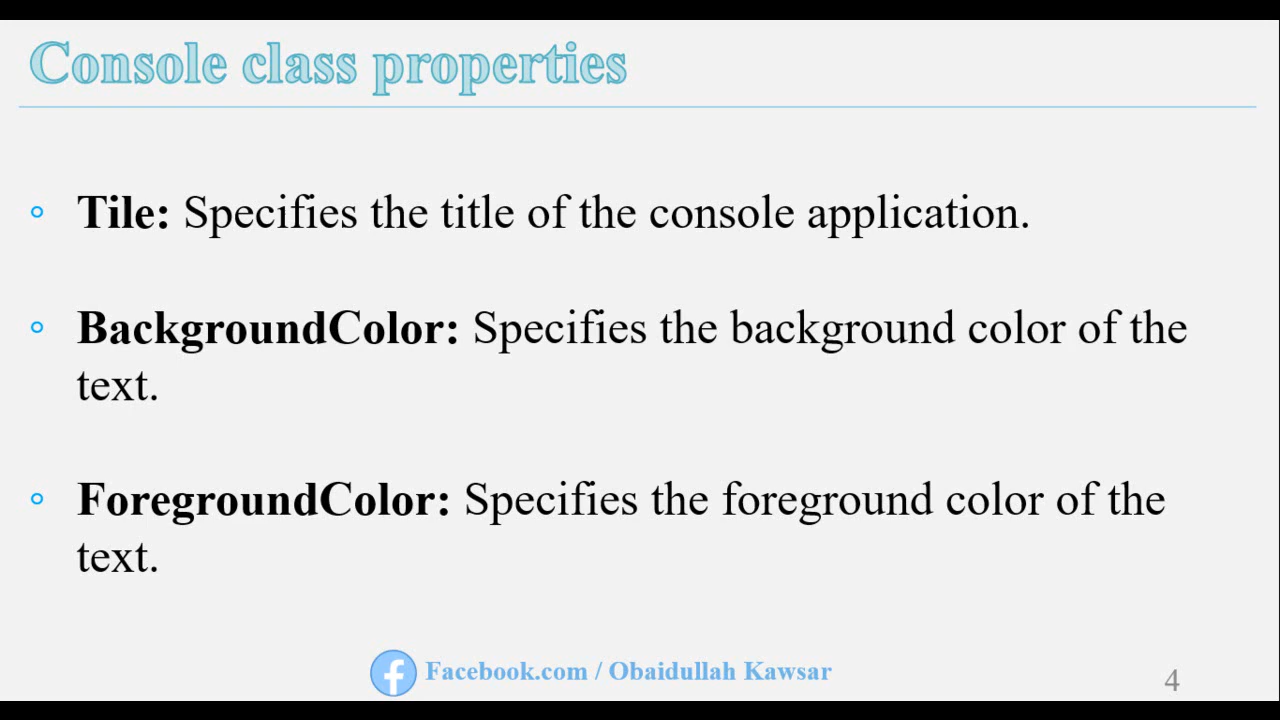 Console class properties
Tile: Specifies the title of the console application.
BackgroundColor: Specifies the background color of the
text.
ForegroundColor: Specifies the foreground color of the
text.
Facebook.com / Obaidullah Kawsar
4